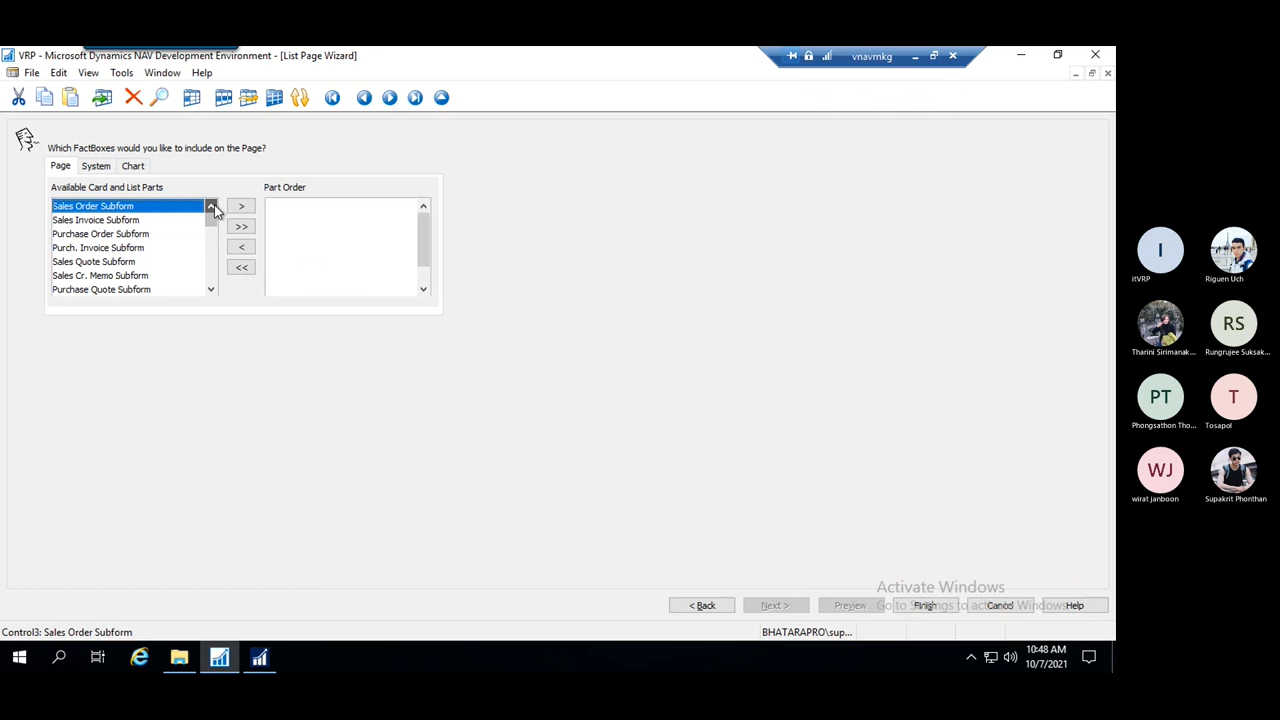 VRP - Microsoft Dynamics NAV Development Environment - [List Page Wizard]
vnavmkg
File Edit View Tools Window Help
Which FactBoxes would you like to include on the Page?
Page System Chart
Available Card and List Parts
Part Order
Sales Order Subform
Sales Invoice Subform
Purchase Order Subform
Purch. Invoice Subform
Sales Quote Subform
Sales Cr. Memo Subform
Purchase Quote Subform
>
>>
<
<<
Activate Windows
Go to Settings to activate Windows.
< Back
Next >
Preview
Finish
Cancel
Help
Control3: Sales Order Subform
BHATARAPRO\sup...
10:48 AM
10/7/2021
I
itVRP
Riguen Uch
Tharini Sirimanak...
RS
Rungrujee Suksak...
PT
Phongsathon Tho...
T
Tosapol
WJ
wirat janboon
Supakrit Phonthan